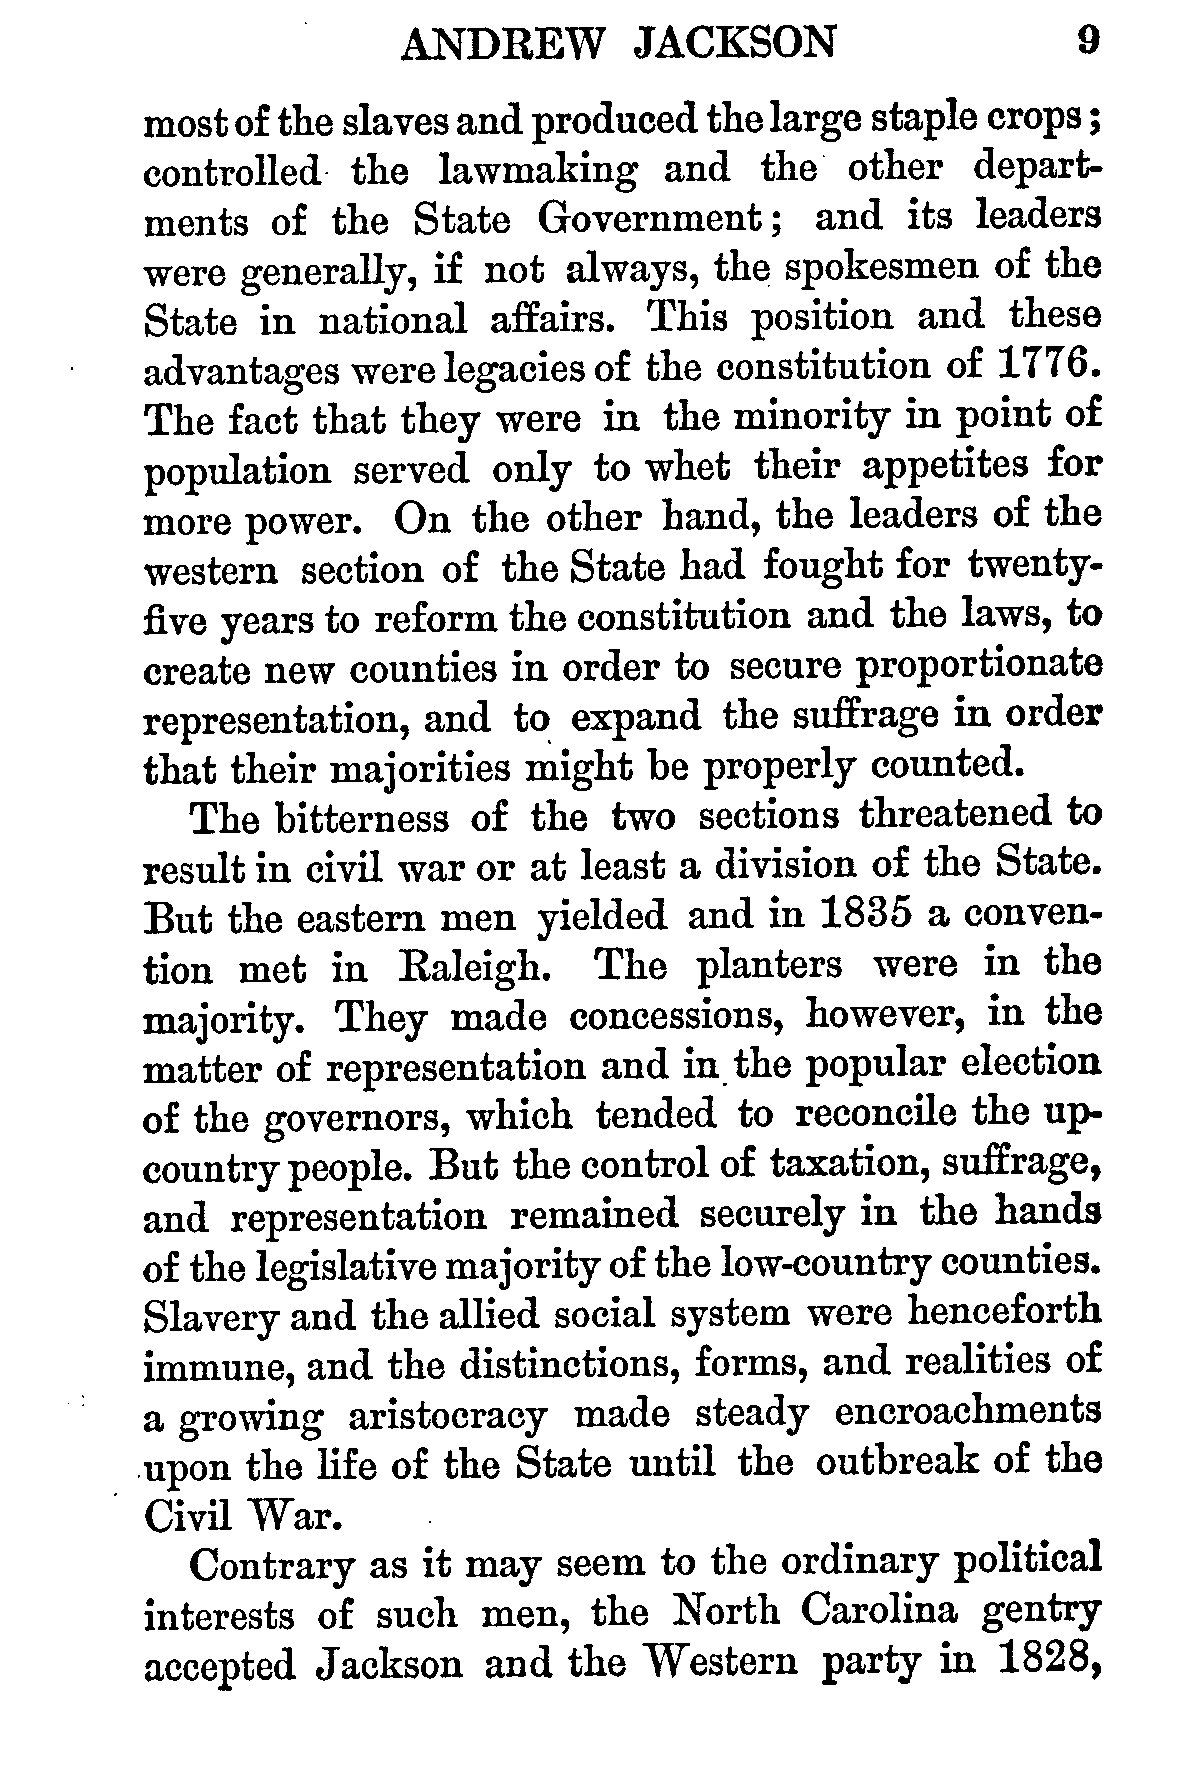 ANDREW JACKSON 9
most of the slaves and produced the large staple crops;
controlled the lawmaking and the other depart-
ments of the State Government; and its leaders
were generally, if not always, the spokesmen of the
State in national affairs. This position and these
advantages were legacies of the constitution of 1776.
The fact that they were in the minority in point of
population served only to whet their appetites for
more power. On the other hand, the leaders of the
western section of the State had fought for twenty-
five years to reform the constitution and the laws, to
create new counties in order to secure proportionate
representation, and to expand the suffrage in order
that their majorities might be properly counted.
The bitterness of the two sections threatened to
result in civil war or at least a division of the State.
But the eastern men yielded and in 1835 a conven-
tion met in Raleigh. The planters were in the
majority. They made concessions, however, in the
matter of representation and in the popular election
of the governors, which tended to reconcile the up-
country people. But the control of taxation, suffrage,
and representation remained securely in the hands
of the legislative majority of the low-country counties.
Slavery and the allied social system were henceforth
immune, and the distinctions, forms, and realities of
a growing aristocracy made steady encroachments
upon the life of the State until the outbreak of the
Civil War.
Contrary as it may seem to the ordinary political
interests of such men, the North Carolina gentry
accepted Jackson and the Western party in 1828,